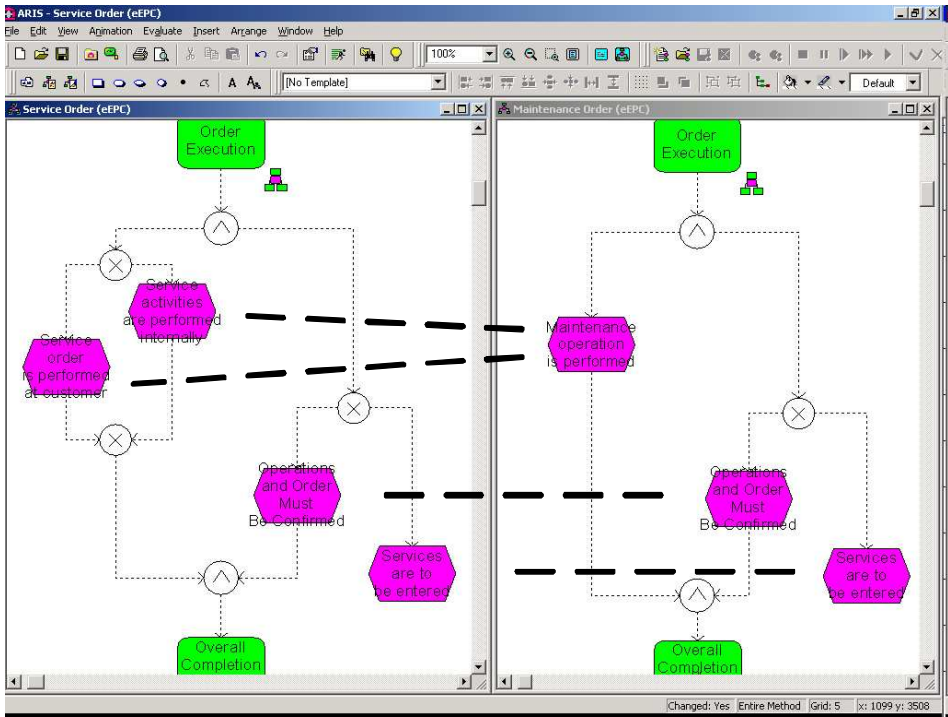 ARIS - Service Order (eEPC)
File Edit View Animation Evaluate Insert Arrange Window Help
100%
[No Template]
Default
Service Order (eEPC)
Order
Execution
Service
activities
are performed
internally
Service
order
is performed
at customer
Operations
and Order
Must
Be Confirmed
Services
are to
be entered
Overall
Completion
Maintenance Order (eEPC)
Order
Execution
Maintenance
operation
is performed
Operations
and Order
Must
Be Confirmed
Services
are to
be entered
Overall
Completion
Changed: Yes Entire Method Grid: 5 x: 1099 y: 3508